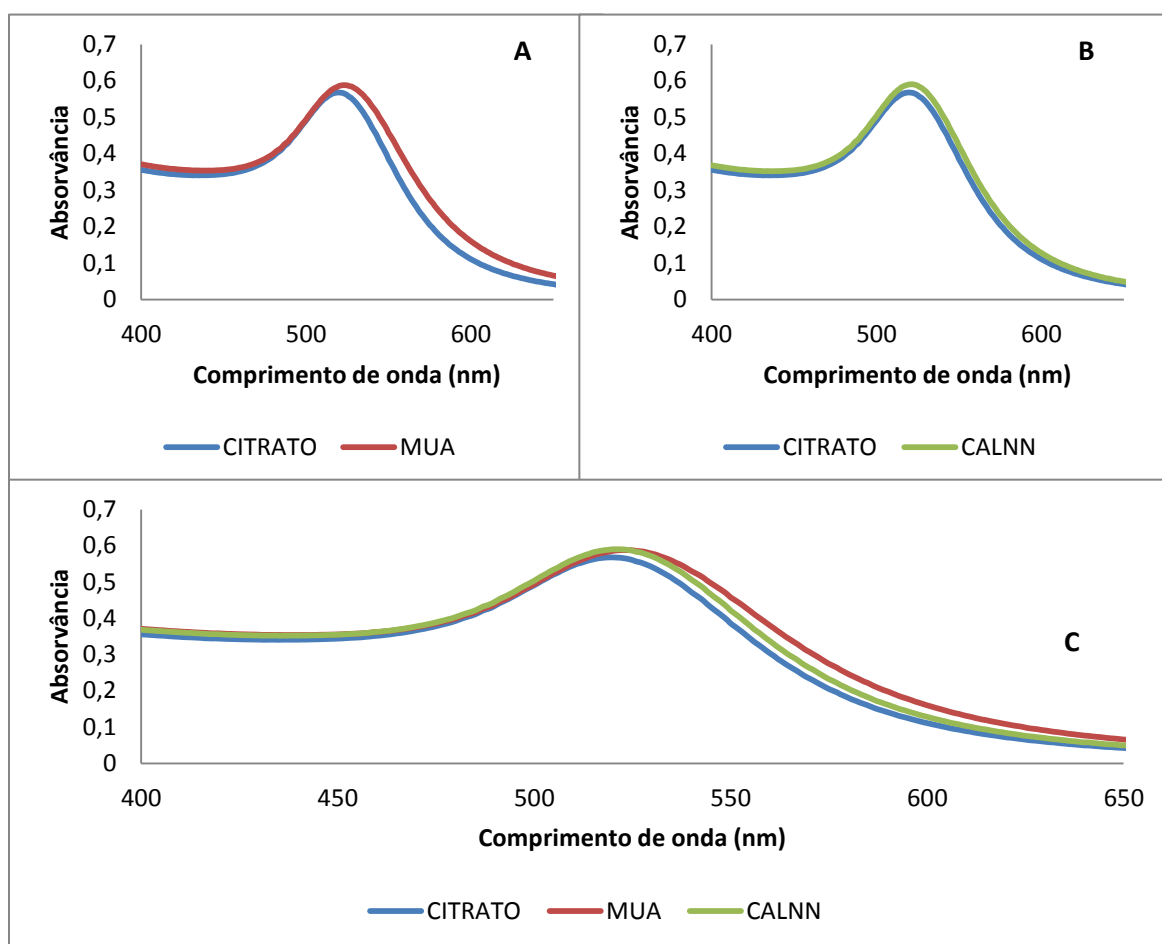 A
0,7
0,6
0,5
0,4
0,3
0,2
0,1
0
Absorvância
400 500 600
Comprimento de onda (nm)
CITRATO MUA
B
0,7
0,6
0,5
0,4
0,3
0,2
0,1
0
Absorvância
400 500 600
Comprimento de onda (nm)
CITRATO CALNN
C
0,7
0,6
0,5
0,4
0,3
0,2
0,1
0
Absorvância
400 450 500 550 600 650
Comprimento de onda (nm)
CITRATO MUA CALNN